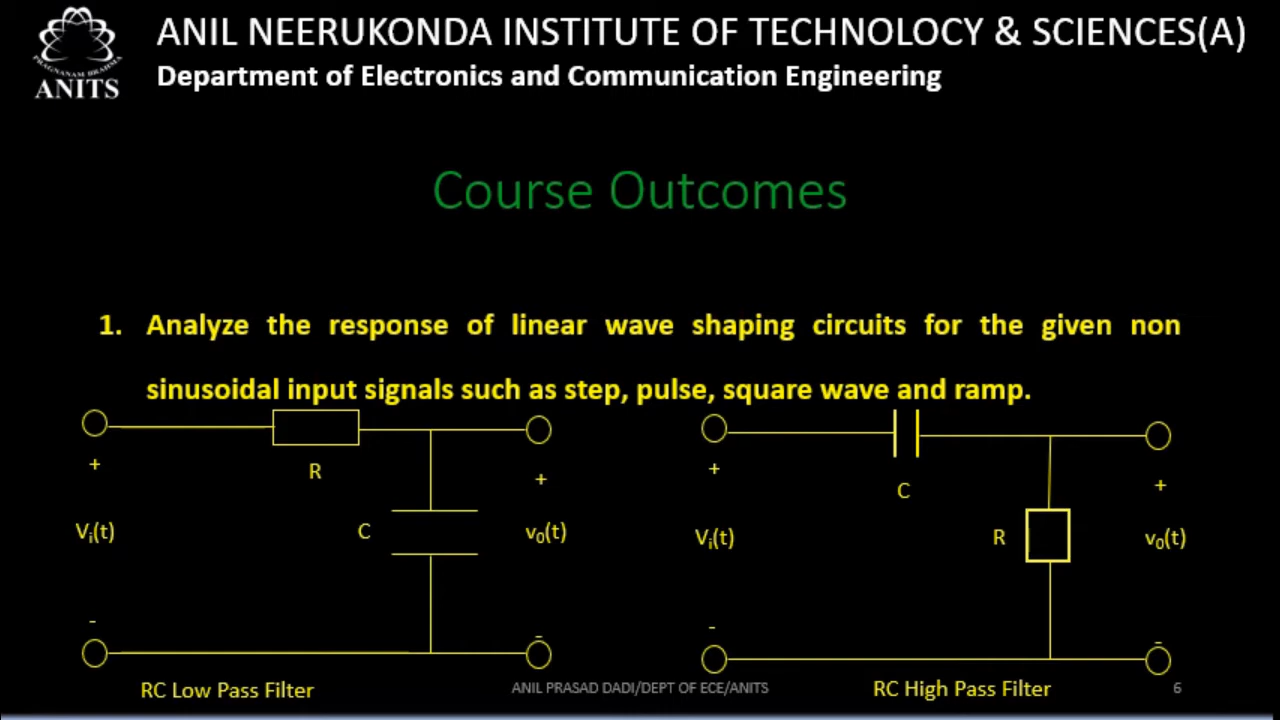 ANIL NEERUKONDA INSTITUTE OF TECHNOLOCY & SCIENCES(A)
Department of Electronics and Communication Engineering
PRAGNANAM BRAHMA
ANITS
Course Outcomes
1. Analyze the response of linear wave shaping circuits for the given non
sinusoidal input signals such as step, pulse, square wave and ramp.
+ R + + C +
Vi(t) C v0(t) Vi(t) R v0(t)
- - - -
RC Low Pass Filter
ANIL PRASAD DADI/DEPT OF ECE/ANITS
RC High Pass Filter
6